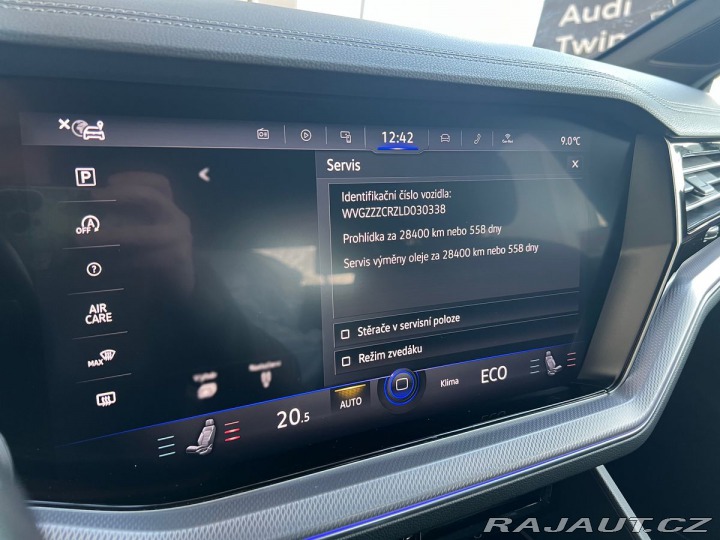 Audi
Twin
12:42
9.0°C
Servis
Identifikační číslo vozidla:
WVGZZZCRZLD030338
Prohlídka za 28400 km nebo 558 dny
Servis výměny oleje za 28400 km nebo 558 dny
Stěrače v servisní poloze
Režim zvedáku
P
A
OFF
?
AIR
CARE
MAX
20.5
AUTO
Klima
ECO
RAJAUT.CZ